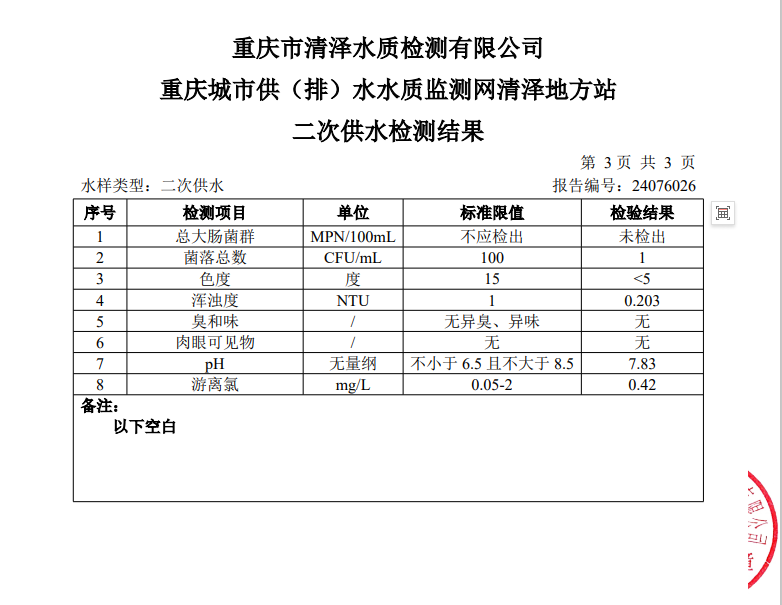 重庆市清泽水质检测有限公司
重庆城市供（排）水水质监测网清泽地方站
二次供水检测结果
第 3 页 共 3 页
水样类型：二次供水 报告编号：24076026
序号 检测项目 单位 标准限值 检验结果
1 总大肠菌群 MPN/100mL 不应检出 未检出
2 菌落总数 CFU/mL 100 1
3 色度 度 15 <5
4 浑浊度 NTU 1 0.203
5 臭和味 / 无异臭、异味 无
6 肉眼可见物 / 无 无
7 pH 无量纲 不小于 6.5 且不大于 8.5 7.83
8 游离氯 mg/L 0.05-2 0.42
备注：
以下空白
公司